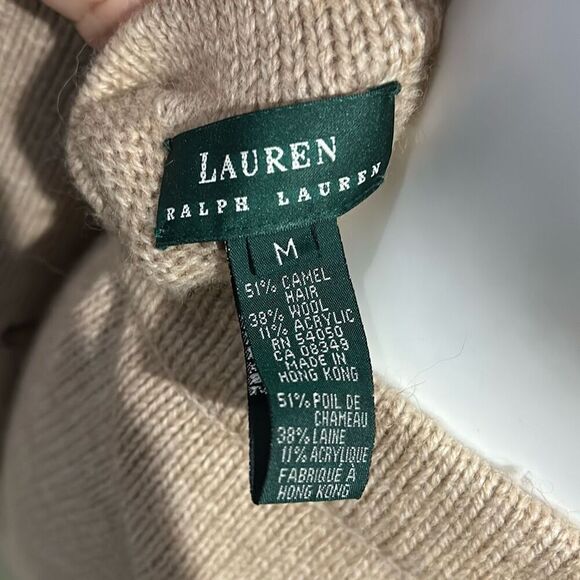 LAUREN
RALPH LAUREN
M
51% CAMEL
HAIR
38% WOOL
11% ACRYLIC
RN 54050
CA 08349
MADE IN
HONG KONG
51% POIL DE
CHAMEAU
38% LAINE
11% ACRYLIQUE
FABRIQUÉ À
HONG KONG